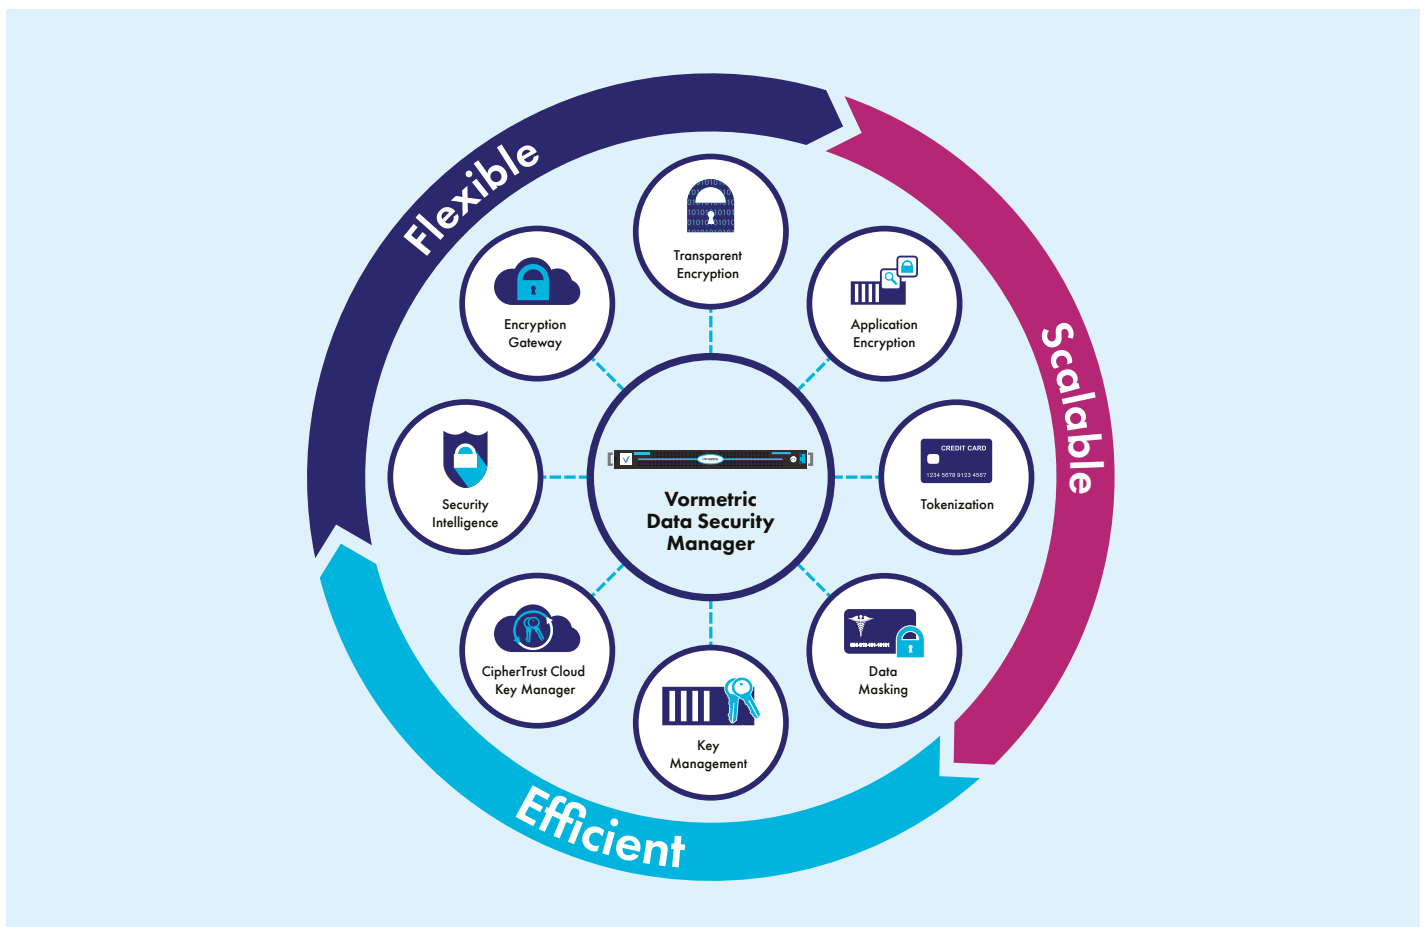 Flexible
Scalable
Efficient
Transparent
Encryption
Application
Encryption
CREDIT CARD
1234 5678 9123 4567
Tokenization
Data
Masking
Key
Management
CipherTrust Cloud
Key Manager
Security
Intelligence
Encryption
Gateway
Vormetric
Data Security
Manager